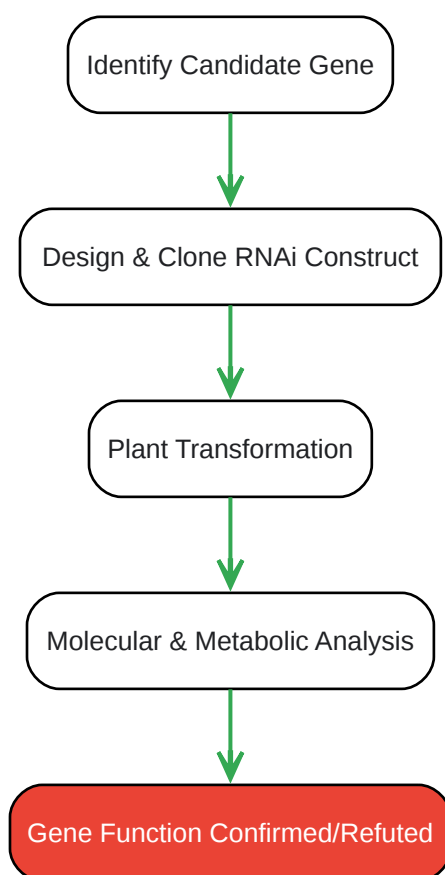 Identify Candidate Gene
Design & Clone RNAi Construct
Plant Transformation
Molecular & Metabolic Analysis
Gene Function Confirmed/Refuted